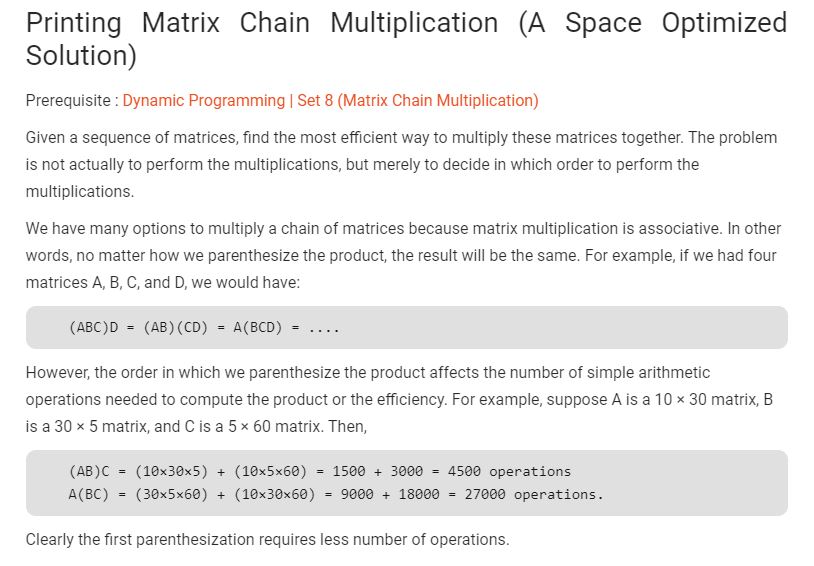 Printing Matrix Chain Multiplication (A Space Optimized
Solution)
Prerequisite : Dynamic Programming | Set 8 (Matrix Chain Multiplication)
Given a sequence of matrices, find the most efficient way to multiply these matrices together. The problem
is not actually to perform the multiplications, but merely to decide in which order to perform the
multiplications.
We have many options to multiply a chain of matrices because matrix multiplication is associative. In other
words, no matter how we parenthesize the product, the result will be the same. For example, if we had four
matrices A, B, C, and D, we would have:
(ABC)D = (AB)(CD) = A(BCD) = ....
However, the order in which we parenthesize the product affects the number of simple arithmetic
operations needed to compute the product or the efficiency. For example, suppose A is a 10 × 30 matrix, B
is a 30 × 5 matrix, and C is a 5 × 60 matrix. Then,
(AB)C = (10×30×5) + (10×5×60) = 1500 + 3000 = 4500 operations
A(BC) = (30×5×60) + (10×30×60) = 9000 + 18000 = 27000 operations.
Clearly the first parenthesization requires less number of operations.